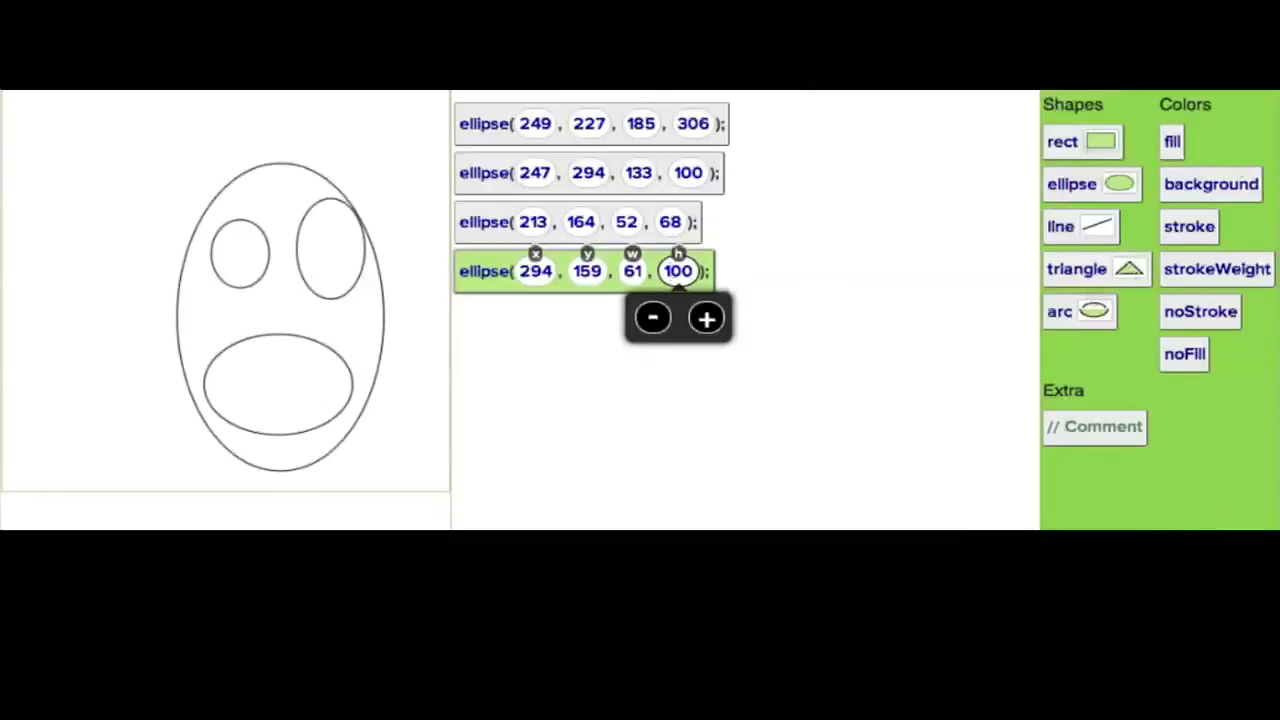 ellipse( 249 , 227 , 185 , 306 );
ellipse( 247 , 294 , 133 , 100 );
ellipse( 213 , 164 , 52 , 68 );
x y w h
ellipse( 294 , 159 , 61 , 100 );
- +
Shapes
rect
ellipse
line
triangle
arc
Extra
// Comment
Colors
fill
background
stroke
strokeWeight
noStroke
noFill